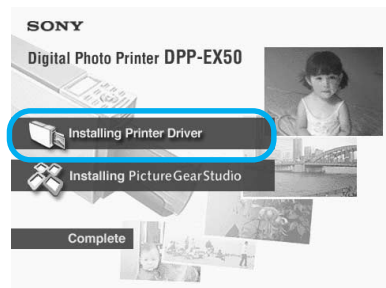 SONY
Digital Photo Printer DPP-EX50
Installing Printer Driver
Installing PictureGearStudio
Complete